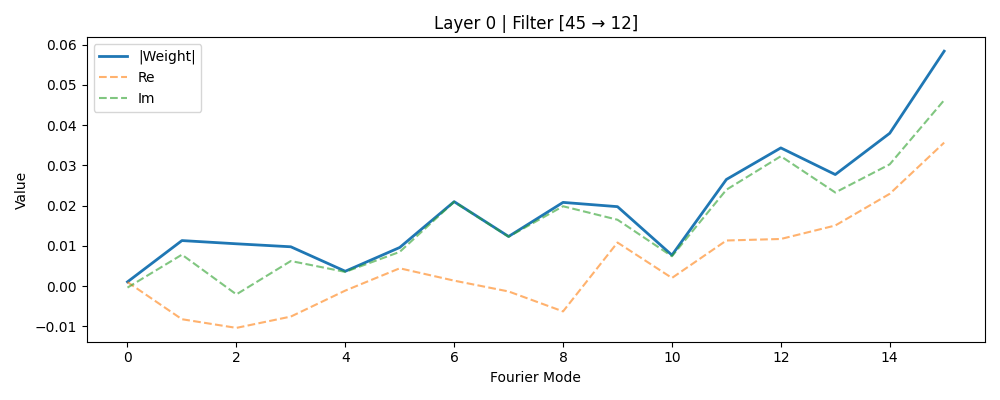 Layer 0 | Filter [45 → 12]
|Weight|
Re
Im
Value
0.06
0.05
0.04
0.03
0.02
0.01
0.00
−0.01
0 2 4 6 8 10 12 14
Fourier Mode